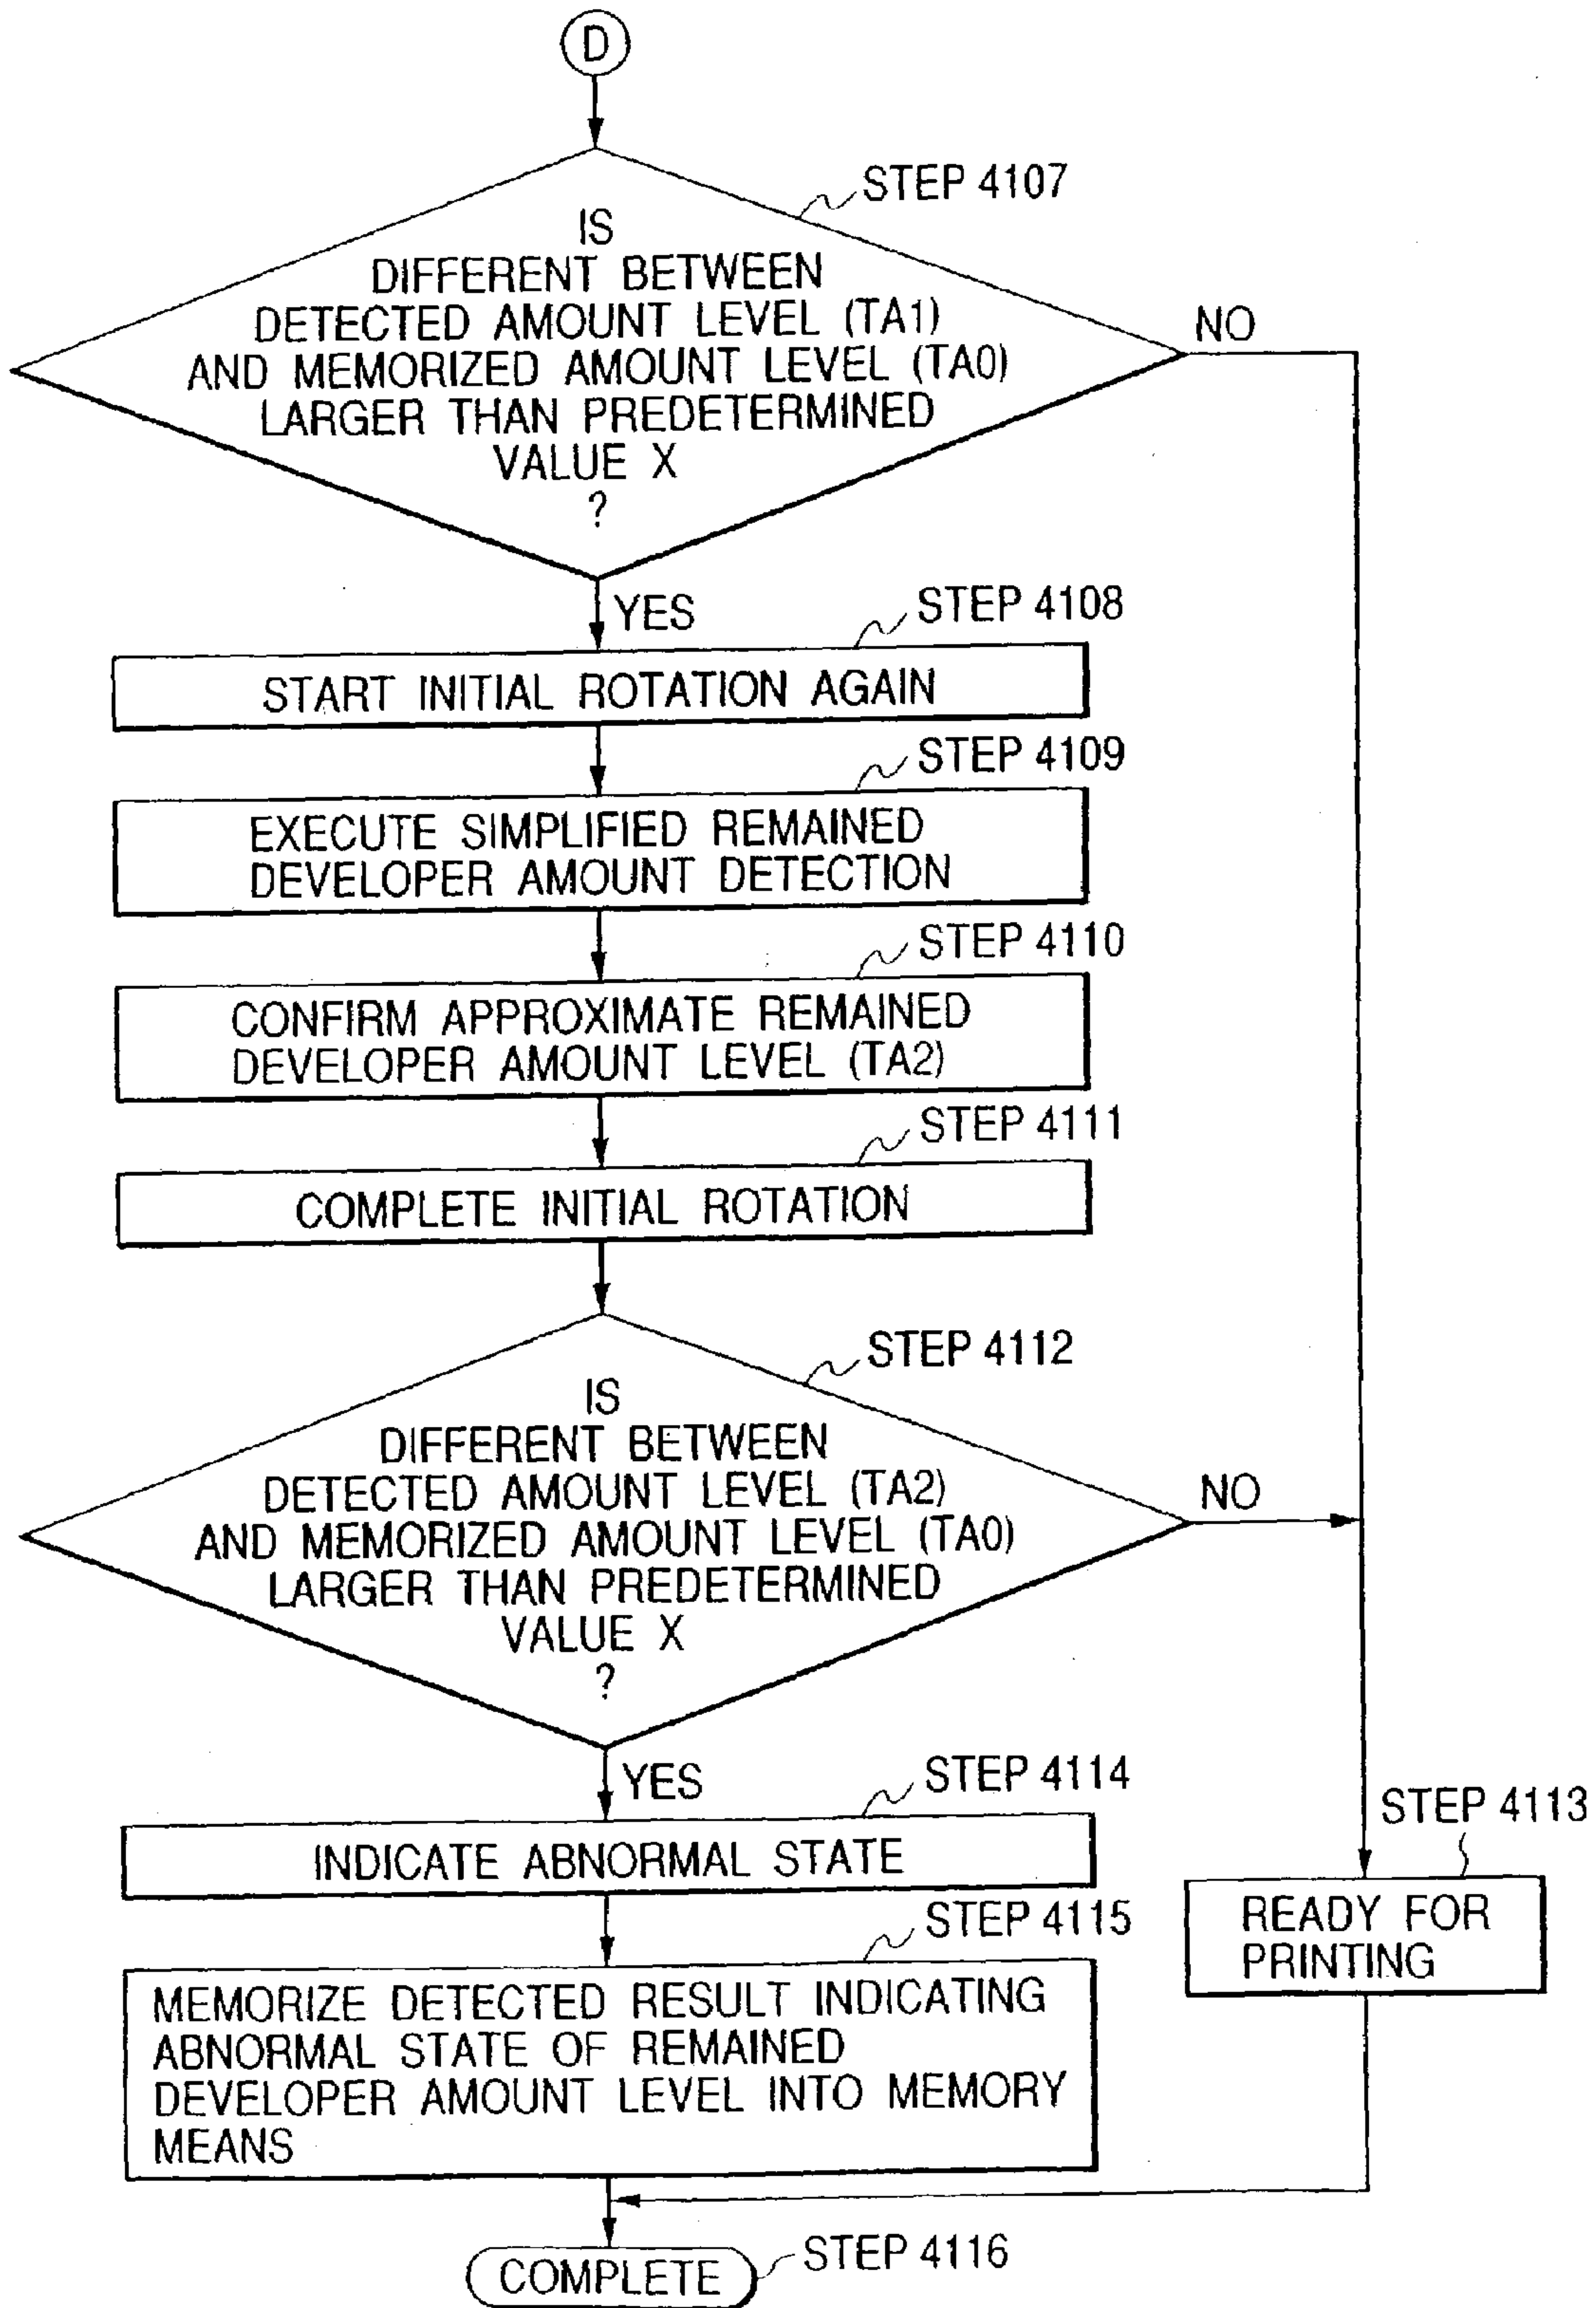 D
STEP 4107
IS
DIFFERENT BETWEEN
DETECTED AMOUNT LEVEL (TA1)
AND MEMORIZED AMOUNT LEVEL (TA0)
LARGER THAN PREDETERMINED
VALUE X
?
NO
YES
STEP 4108
START INITIAL ROTATION AGAIN
STEP 4109
EXECUTE SIMPLIFIED REMAINED
DEVELOPER AMOUNT DETECTION
STEP 4110
CONFIRM APPROXIMATE REMAINED
DEVELOPER AMOUNT LEVEL (TA2)
STEP 4111
COMPLETE INITIAL ROTATION
STEP 4112
IS
DIFFERENT BETWEEN
DETECTED AMOUNT LEVEL (TA2)
AND MEMORIZED AMOUNT LEVEL (TA0)
LARGER THAN PREDETERMINED
VALUE X
?
NO
YES
STEP 4114
INDICATE ABNORMAL STATE
STEP 4113
READY FOR
PRINTING
STEP 4115
MEMORIZE DETECTED RESULT INDICATING
ABNORMAL STATE OF REMAINED
DEVELOPER AMOUNT LEVEL INTO MEMORY
MEANS
COMPLETE
STEP 4116